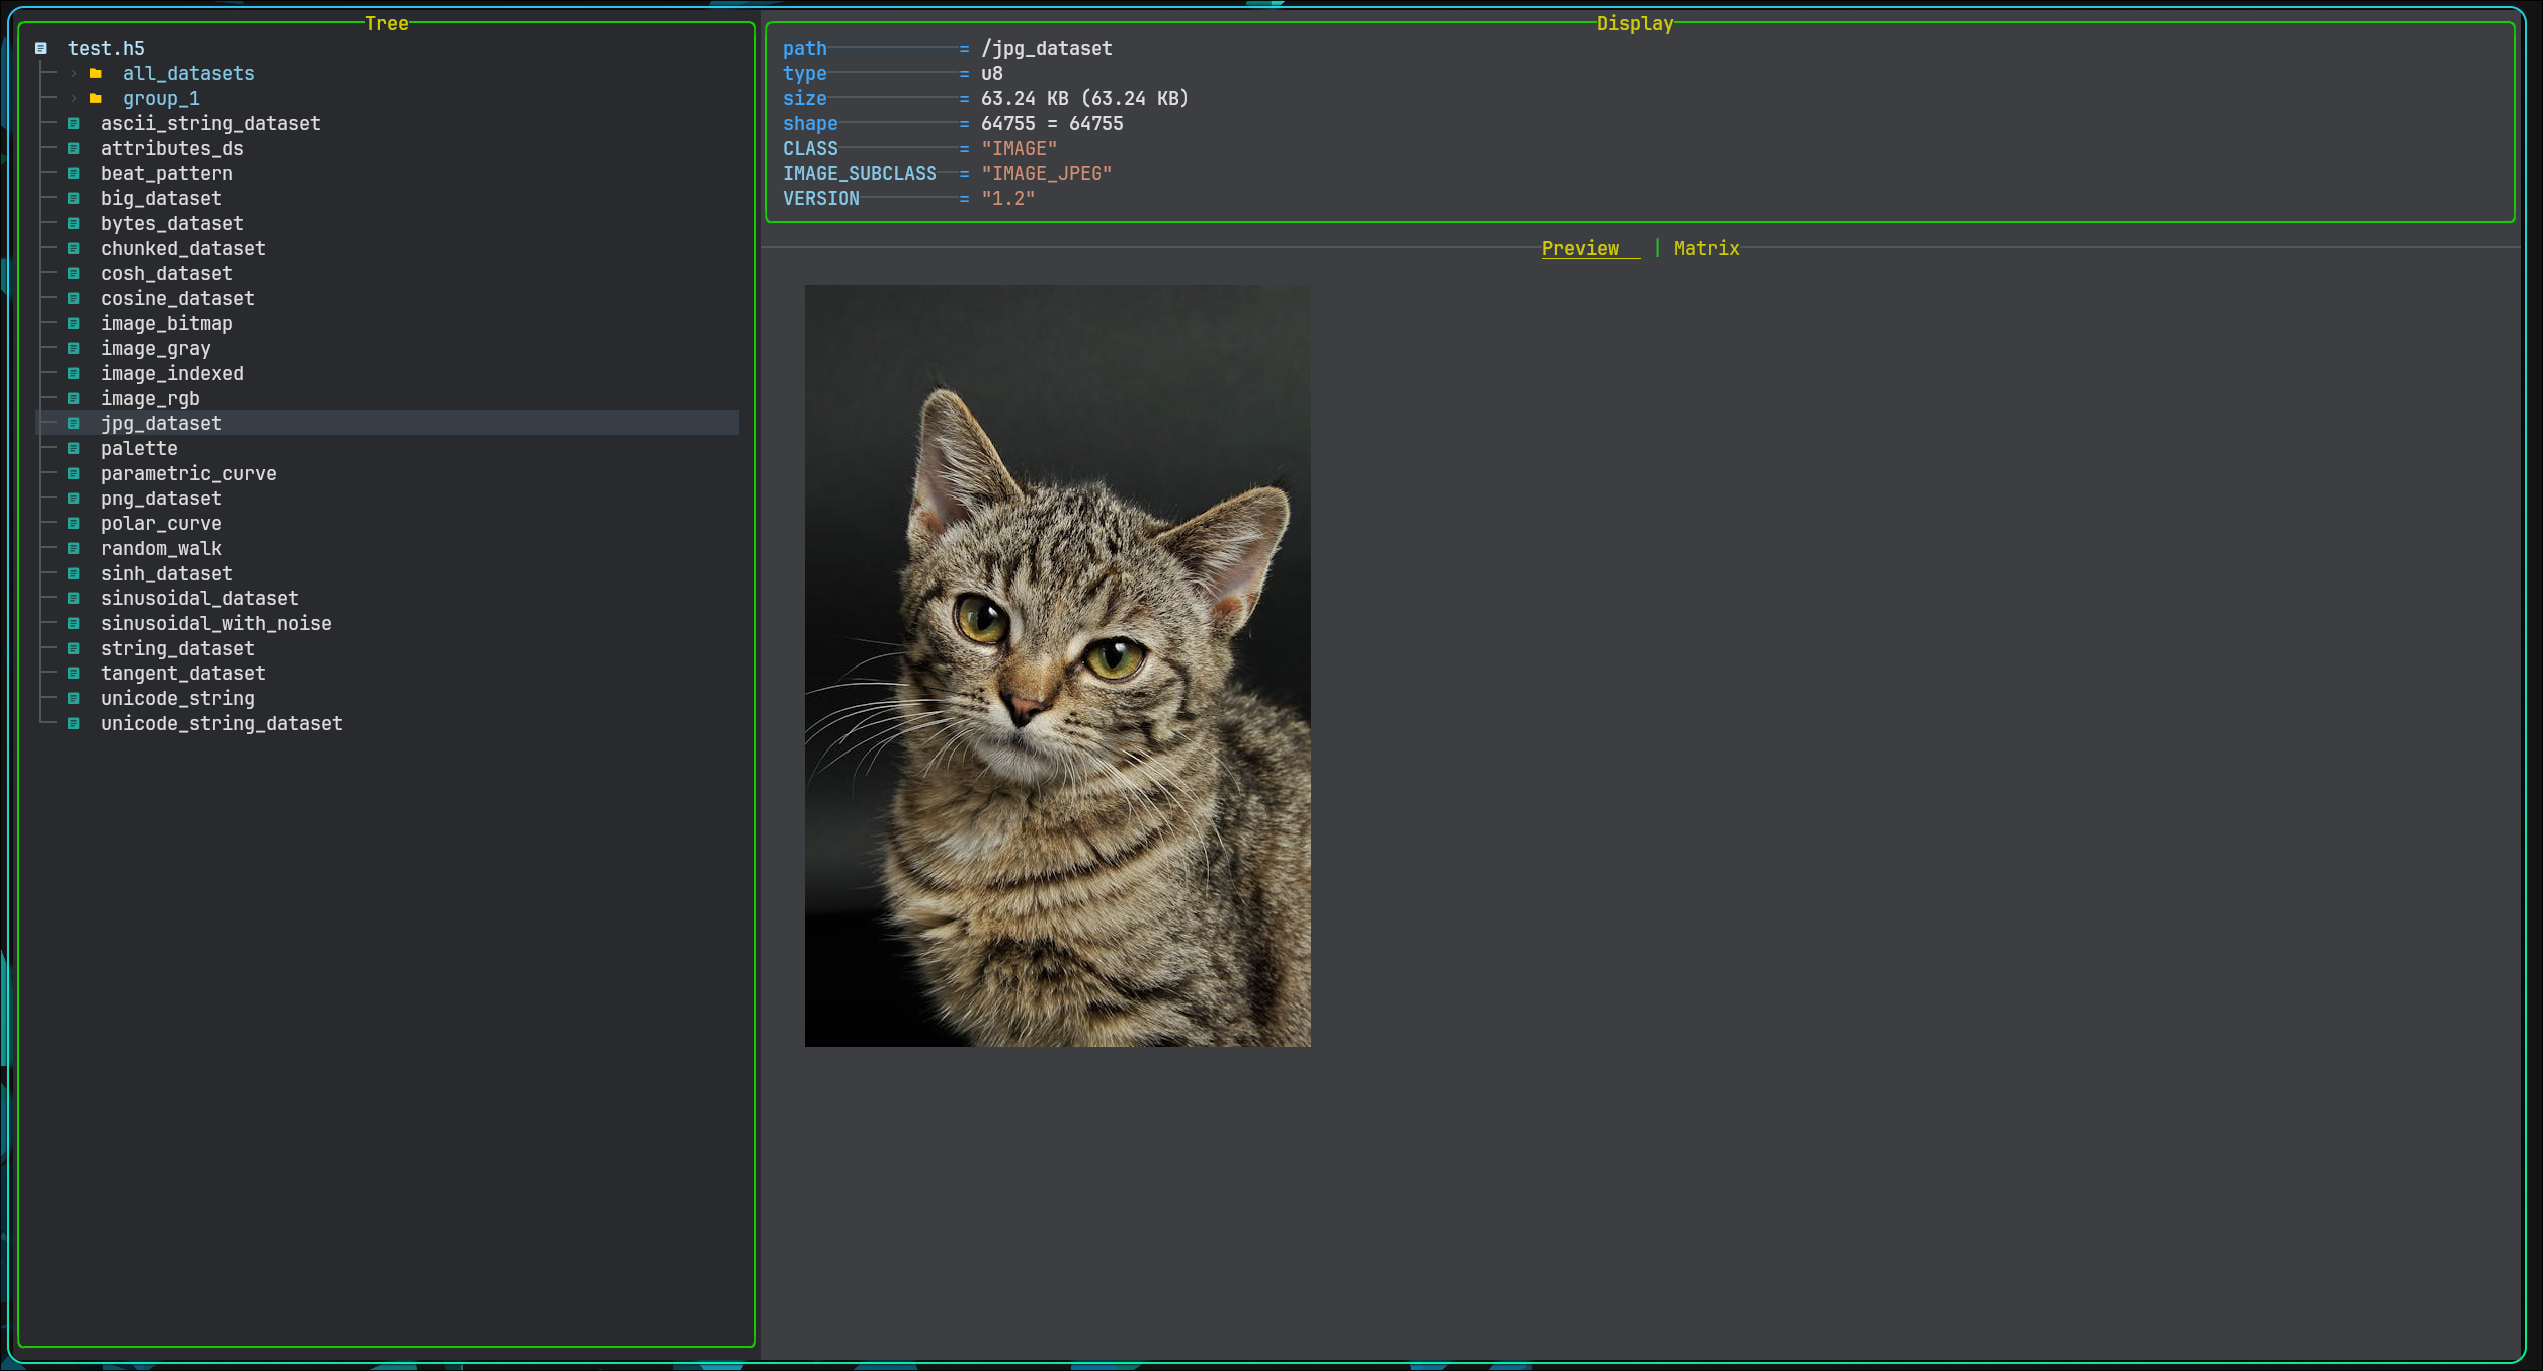 Tree
test.h5
all_datasets
group_1
ascii_string_dataset
attributes_ds
beat_pattern
big_dataset
bytes_dataset
chunked_dataset
cosh_dataset
cosine_dataset
image_bitmap
image_gray
image_indexed
image_rgb
jpg_dataset
palette
parametric_curve
png_dataset
polar_curve
random_walk
sinh_dataset
sinusoidal_dataset
sinusoidal_with_noise
string_dataset
tangent_dataset
unicode_string
unicode_string_dataset
Display
path = /jpg_dataset
type = u8
size = 63.24 KB (63.24 KB)
shape = 64755 = 64755
CLASS = "IMAGE"
IMAGE_SUBCLASS = "IMAGE_JPEG"
VERSION = "1.2"
Preview | Matrix